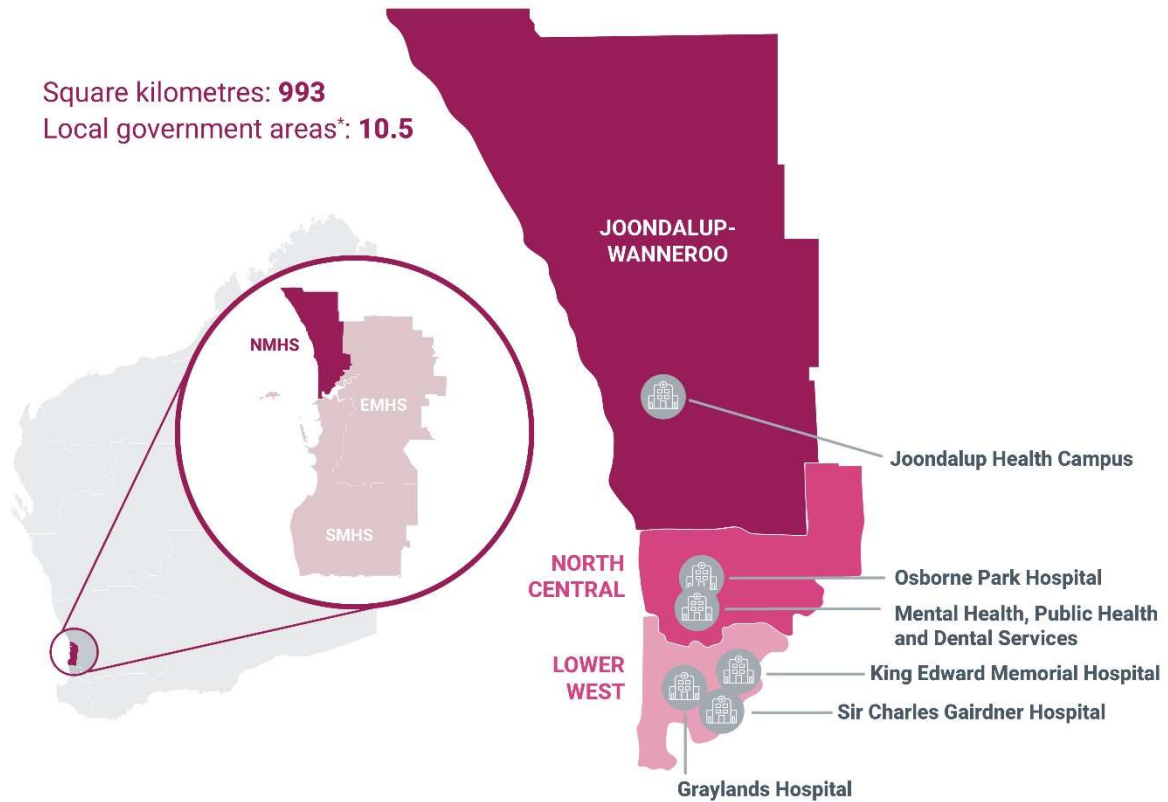 Square kilometres: 993
Local government areas*: 10.5
JOONDALUP-
WANNEROO
NMHS
EMHS
SMHS
Joondalup Health Campus
NORTH
CENTRAL
Osborne Park Hospital
Mental Health, Public Health
and Dental Services
LOWER
WEST
King Edward Memorial Hospital
Sir Charles Gairdner Hospital
Graylands Hospital